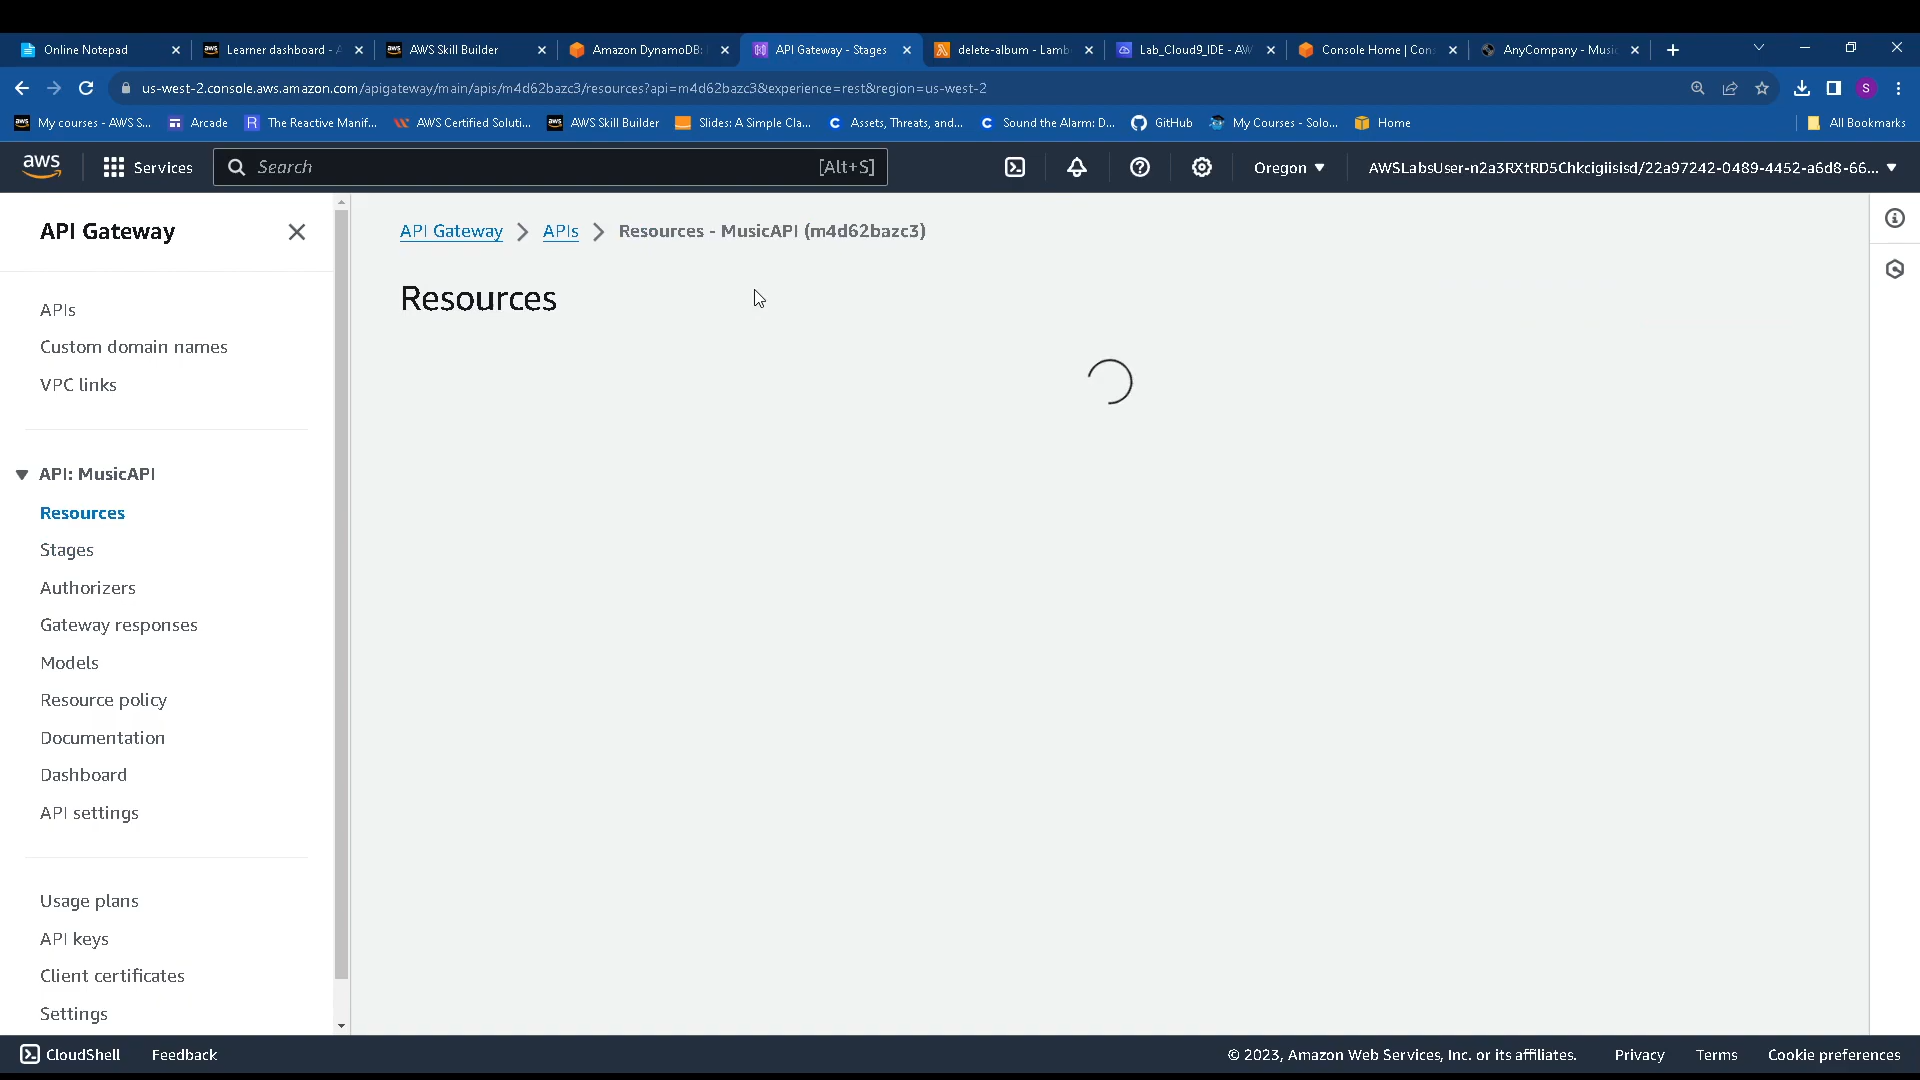 Online Notepad
Learner dashboard - A
AWS Skill Builder
Amazon DynamoDB:
API Gateway - Stages
delete-album - Lamb
Lab_Cloud9_IDE - AW
Console Home | Con
AnyCompany - Music
us-west-2.console.aws.amazon.com/apigateway/main/apis/m4d62bazc3/resources?api=m4d62bazc3&experience=rest&region=us-west-2
S
My courses - AWS S...
Arcade
The Reactive Manif...
AWS Certified Soluti...
AWS Skill Builder
Slides: A Simple Cla...
Assets, Threats, and...
Sound the Alarm: D...
GitHub
My Courses - Solo...
Home
All Bookmarks
aws
Services
Search
[Alt+S]
Oregon
AWSLabsUser-n2a3RXtRD5Chkcigiisisd/22a97242-0489-4452-a6d8-66...
API Gateway
APIs
Custom domain names
VPC links
API: MusicAPI
Resources
Stages
Authorizers
Gateway responses
Models
Resource policy
Documentation
Dashboard
API settings
Usage plans
API keys
Client certificates
Settings
API Gateway
APIs
Resources - MusicAPI (m4d62bazc3)
Resources
CloudShell
Feedback
© 2023, Amazon Web Services, Inc. or its affiliates.
Privacy
Terms
Cookie preferences